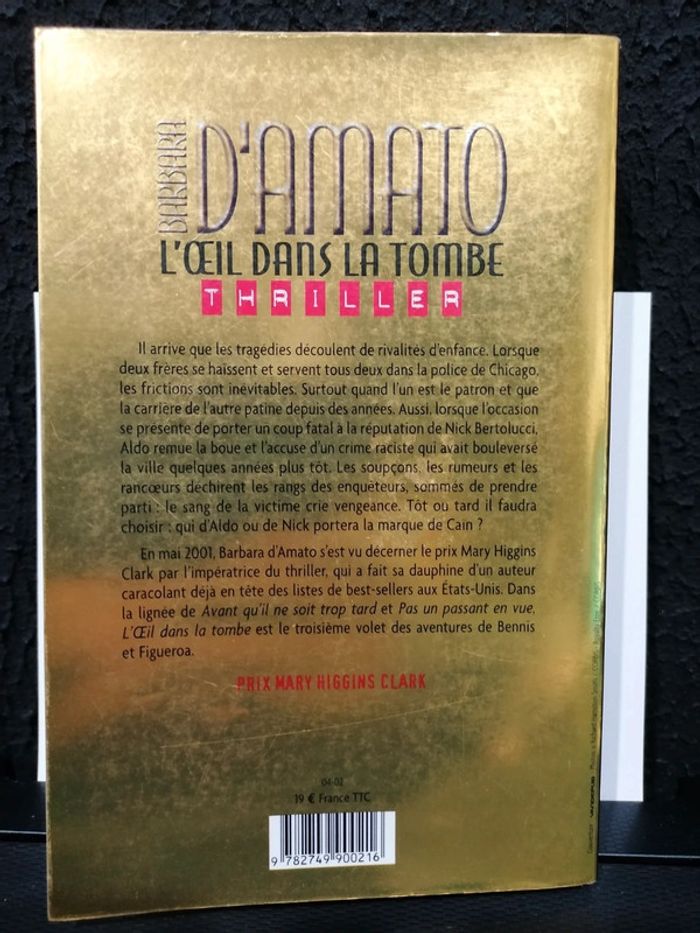 BARBARA
D'AMATO
L'ŒIL DANS LA TOMBE
THRILLER
Il arrive que les tragédies découlent de rivalités d'enfance. Lorsque
deux frères se haïssent et servent tous deux dans la police de Chicago,
les frictions sont inévitables. Surtout quand l'un est le patron et que
la carrière de l'autre patine depuis des années. Aussi, lorsque l'occasion
se présente de porter un coup fatal à la réputation de Nick Bertolucci,
Aldo remue la boue et l'accuse d'un crime raciste qui avait bouleversé
la ville quelques années plus tôt. Les soupçons, les rumeurs et les
rancœurs déchirent les rangs des enquêteurs, sommés de prendre
parti : le sang de la victime crie vengeance. Tôt ou tard il faudra
choisir : qui d'Aldo ou de Nick portera la marque de Caïn ?
En mai 2001, Barbara d'Amato s'est vu décerner le prix Mary Higgins
Clark par l'impératrice du thriller, qui a fait sa dauphine d'un auteur
caracolant déjà en tête des listes de best-sellers aux États-Unis. Dans
la lignée de Avant qu'il ne soit trop tard et Pas un passant en vue,
L'Œil dans la tombe est le troisième volet des aventures de Bennis
et Figueroa.
PRIX MARY HIGGINS CLARK
04-02
19 € France TTC
9 782749 900216